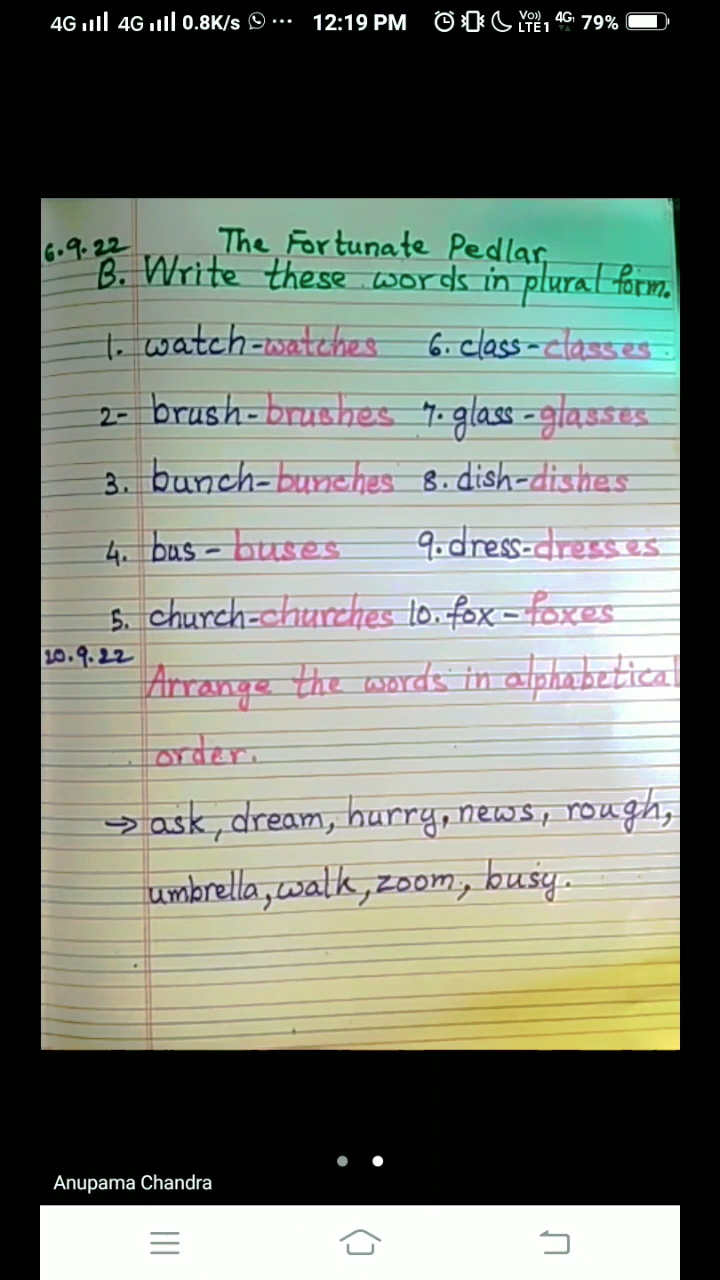 4G 4G 0.8K/s ... 12:19 PM Vo)) LTE1 4G 79%
6.9.22 The Fortunate Pedlar
B. Write these words in plural form.
1. watch-watches 6. class-classes
2- brush-brushes 7. glass-glasses
3. bunch-bunches 8. dish-dishes
4. bus-buses 9. dress-dresses
5. church-churches 10. fox-foxes
10.9.22
Arrange the words in alphabetical
order.
→ ask, dream, hurry, news, rough,
umbrella, walk, zoom, busy.
Anupama Chandra